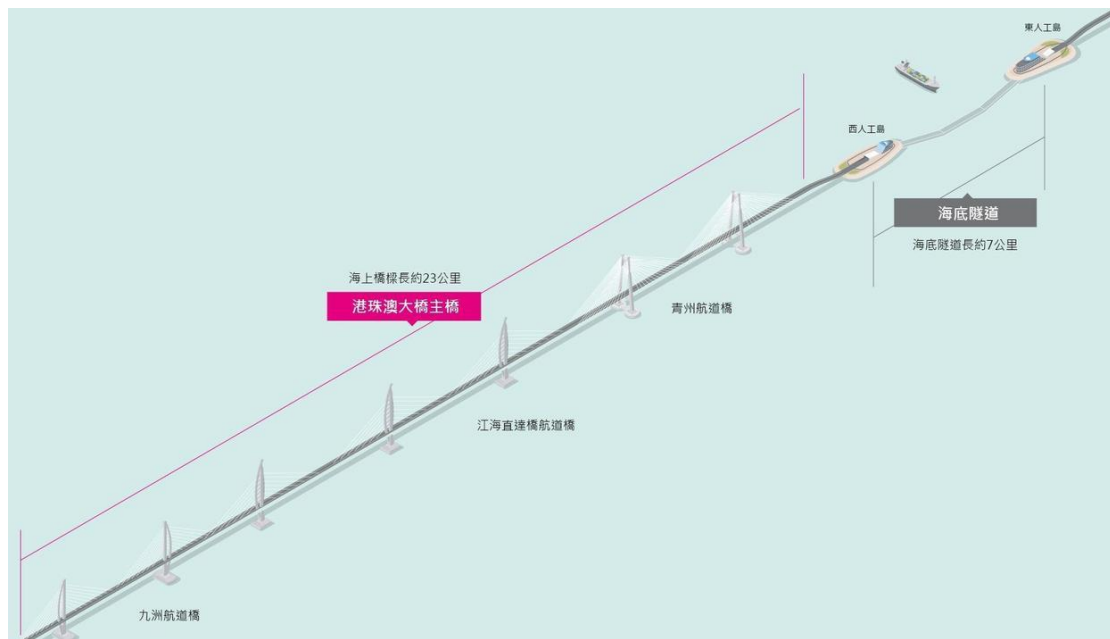 東人工島
西人工島
海底隧道
海底隧道長約7公里
海上橋樑長約23公里
港珠澳大橋主橋
青州航道橋
江海直達橋航道橋
九洲航道橋